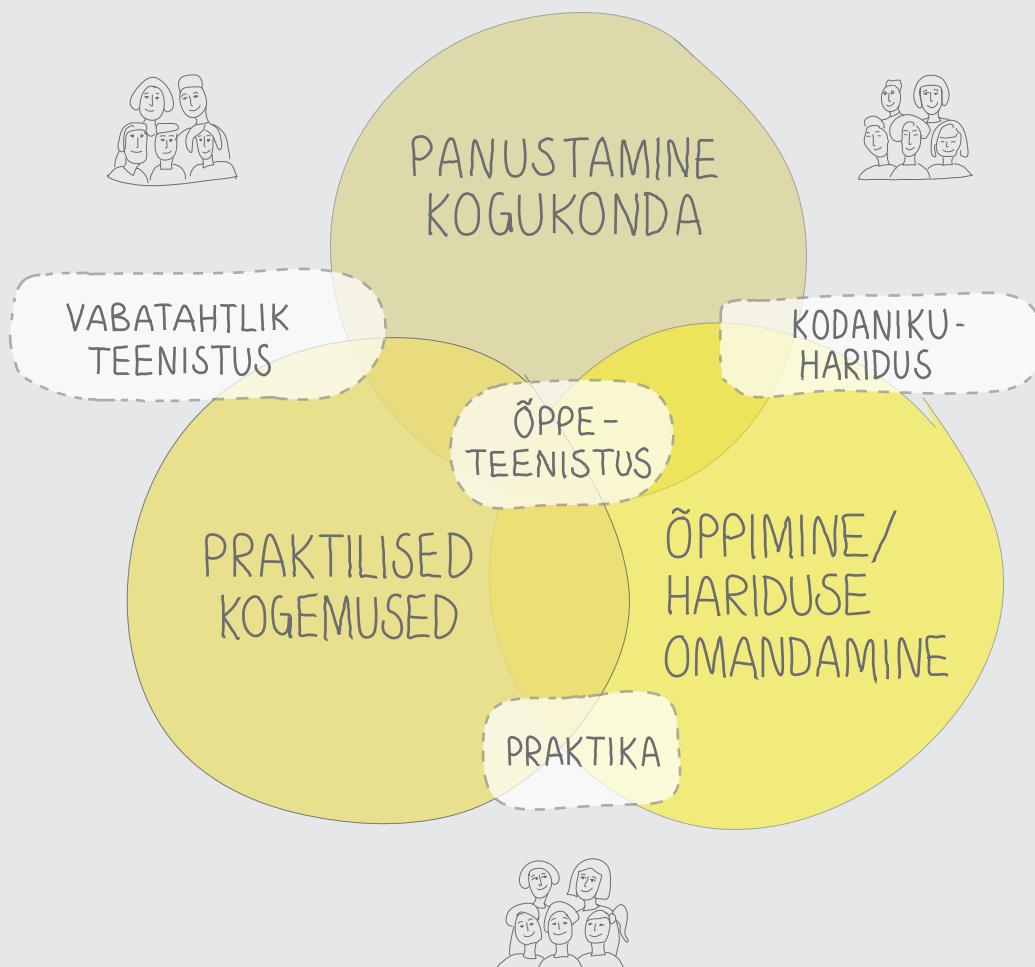 PANUSTAMINE
KOGUKONDA
VABATAHTLIK
TEENISTUS
KODANIKU-
HARIDUS
ÕPPE-
TEENISTUS
PRAKTILISED
KOGEMUSED
ÕPPIMINE/
HARIDUSE
OMANDAMINE
PRAKTIKA